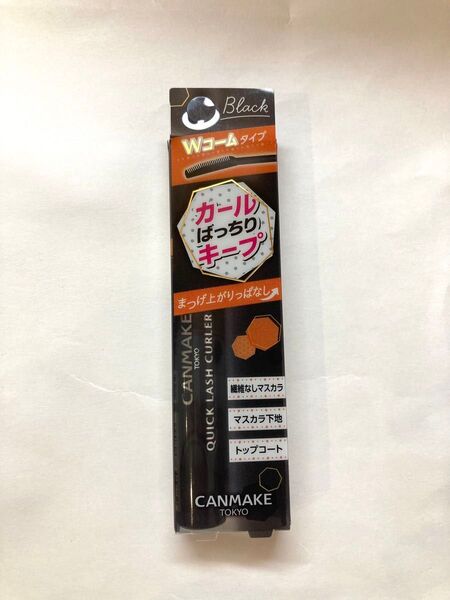 Black
Wコームタイプ
カール
ばっちり
キープ
まつげ上がりっぱなし
CANMAKE
TOKYO
QUICK LASH CURLER
繊維なしマスカラ
マスカラ下地
トップコート
CANMAKE
TOKYO